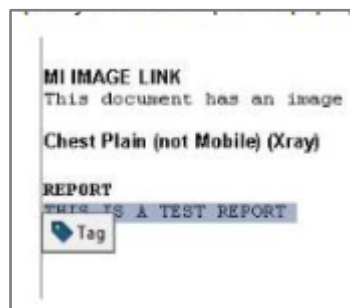 MI IMAGE LINK
This document has an image
Chest Plain (not Mobile) (Xray)
REPORT
THIS IS A TEST REPORT
Tag